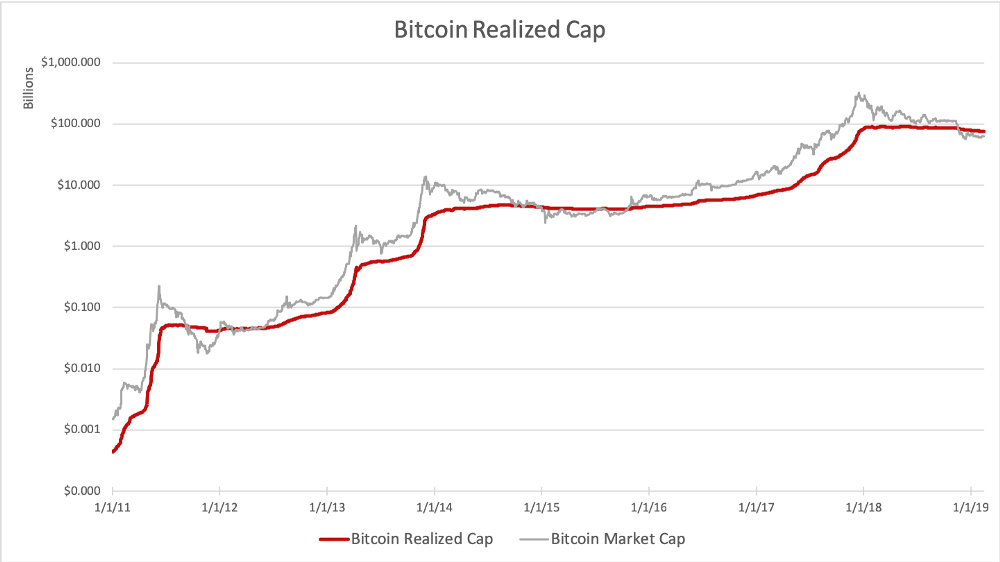 Bitcoin Realized Cap
Billions
$1,000.000
$100.000
$10.000
$1.000
$0.100
$0.010
$0.001
$0.000
1/1/11 1/1/12 1/1/13 1/1/14 1/1/15 1/1/16 1/1/17 1/1/18 1/1/19
Bitcoin Realized Cap Bitcoin Market Cap